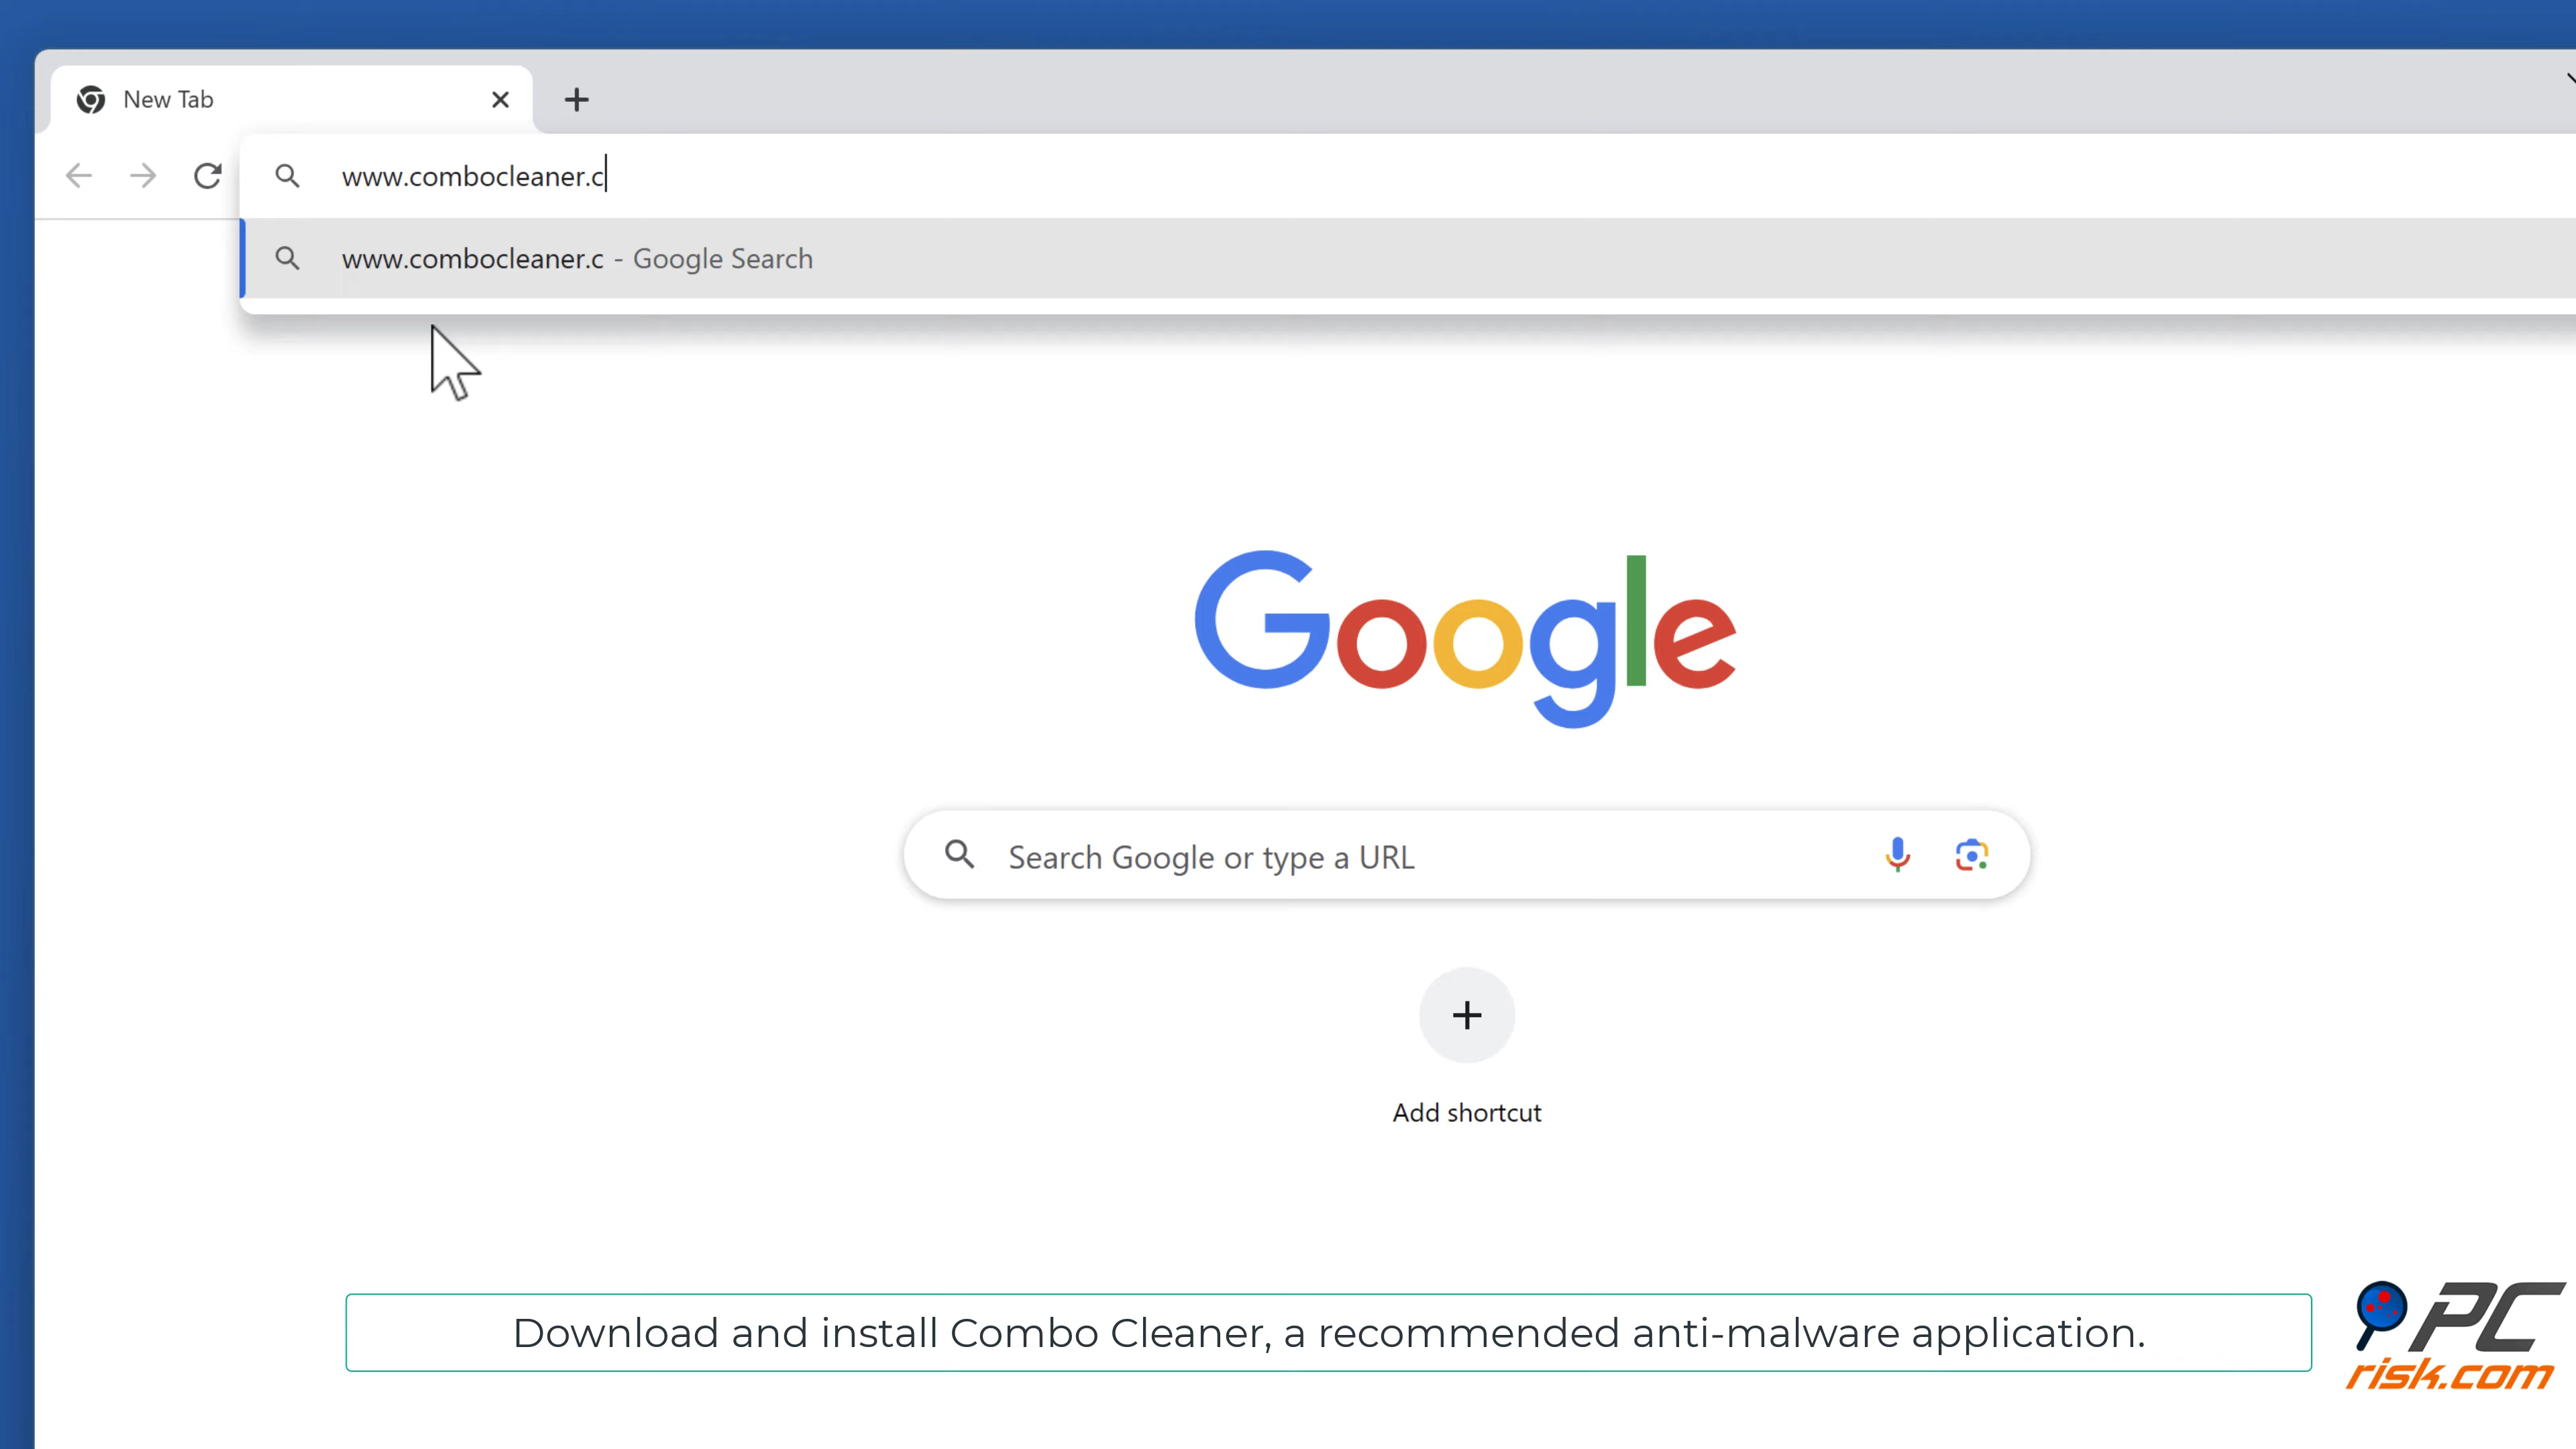 New Tab
www.combocleaner.c
www.combocleaner.c - Google Search
Google
Search Google or type a URL
Add shortcut
Download and install Combo Cleaner, a recommended anti-malware application.
PC
risk.com